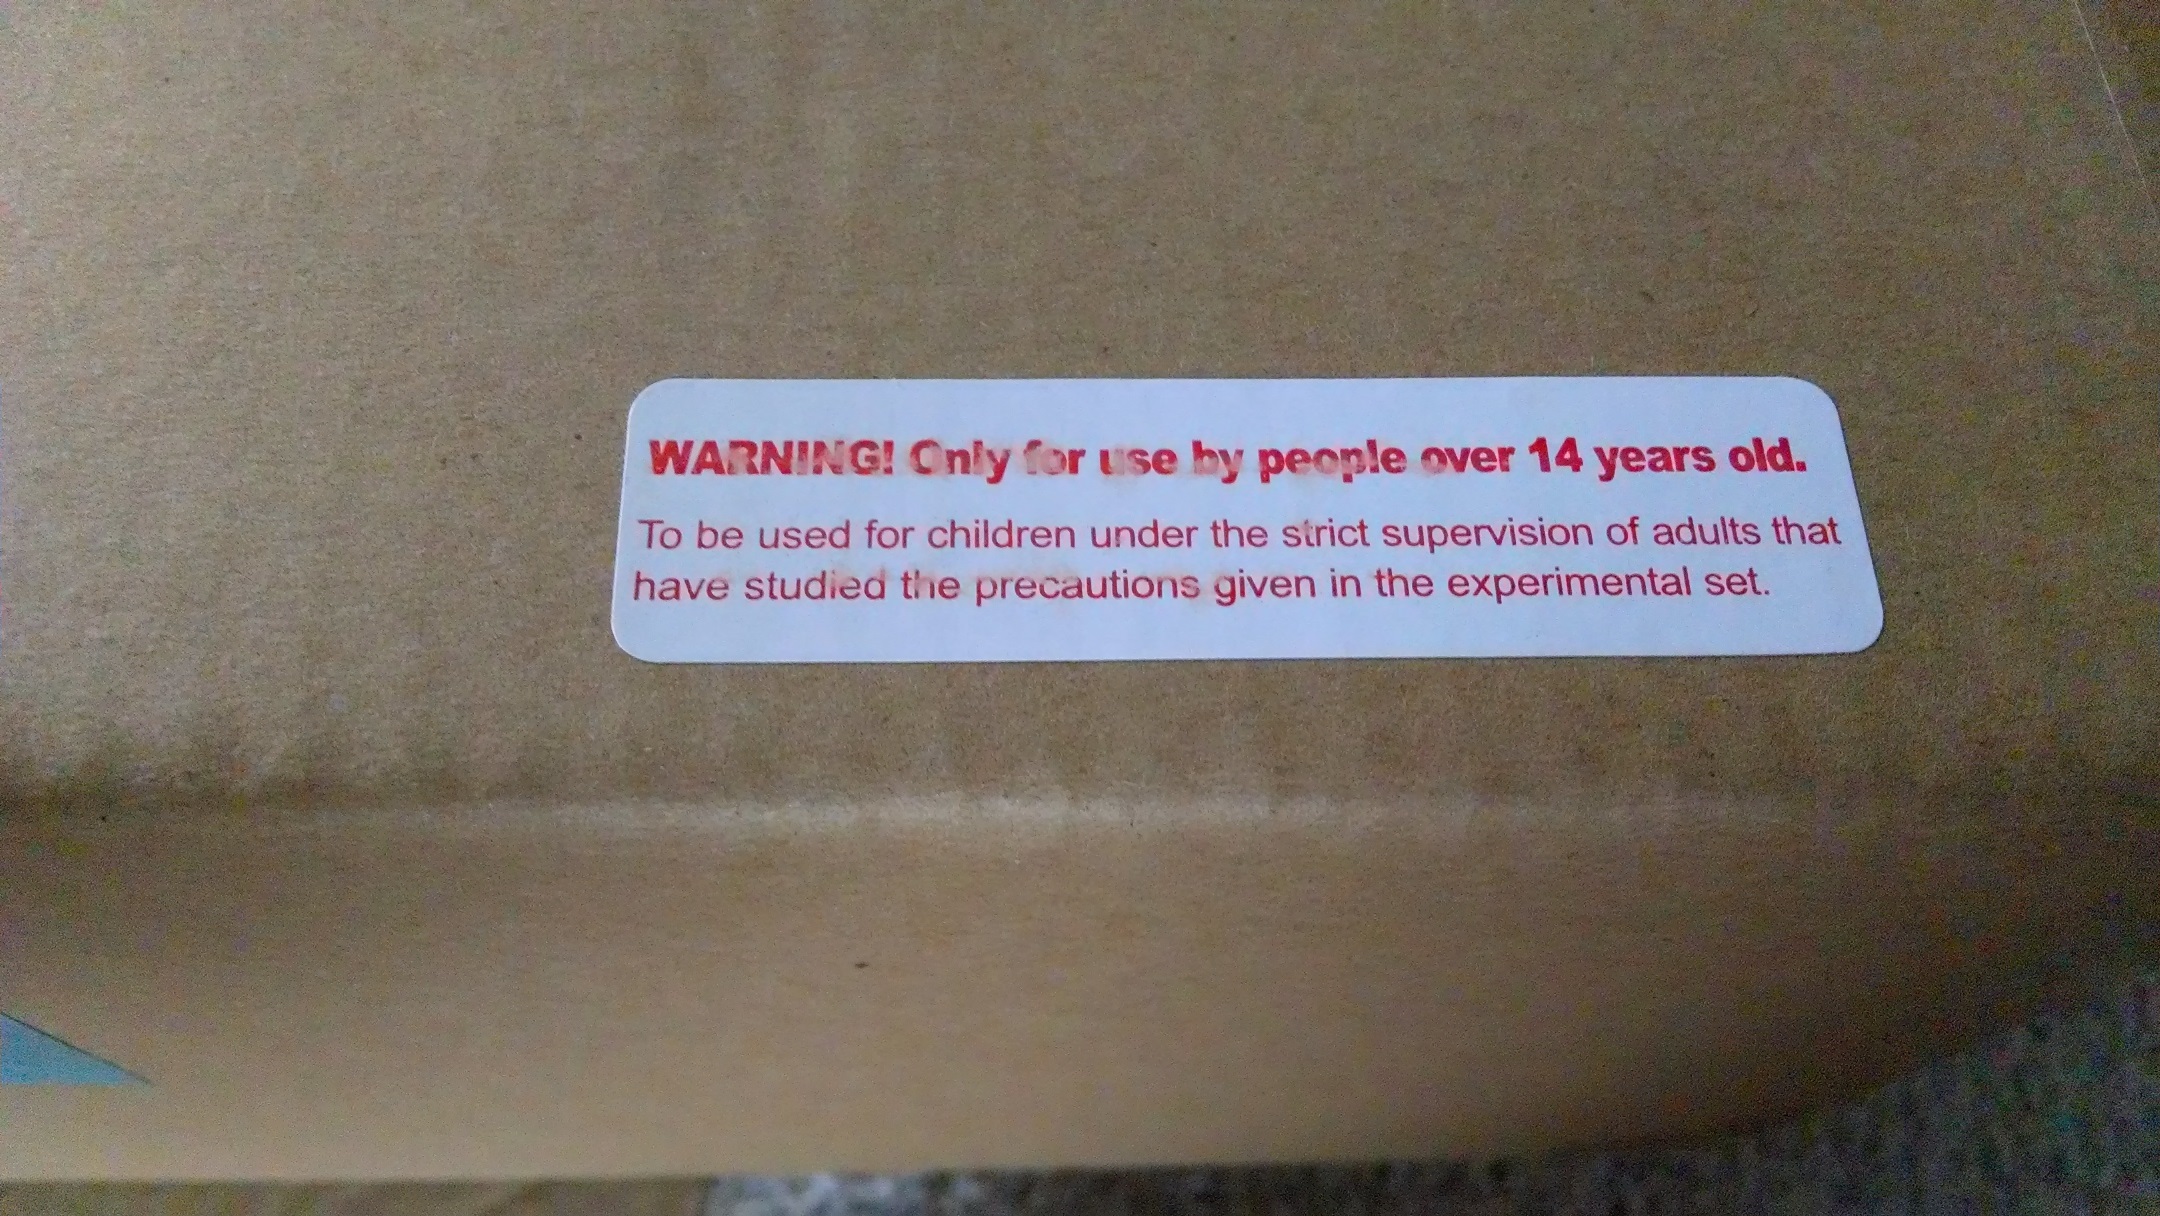 WARNING! Only for use by people over 14 years old.
To be used for children under the strict supervision of adults that
have studied the precautions given in the experimental set.